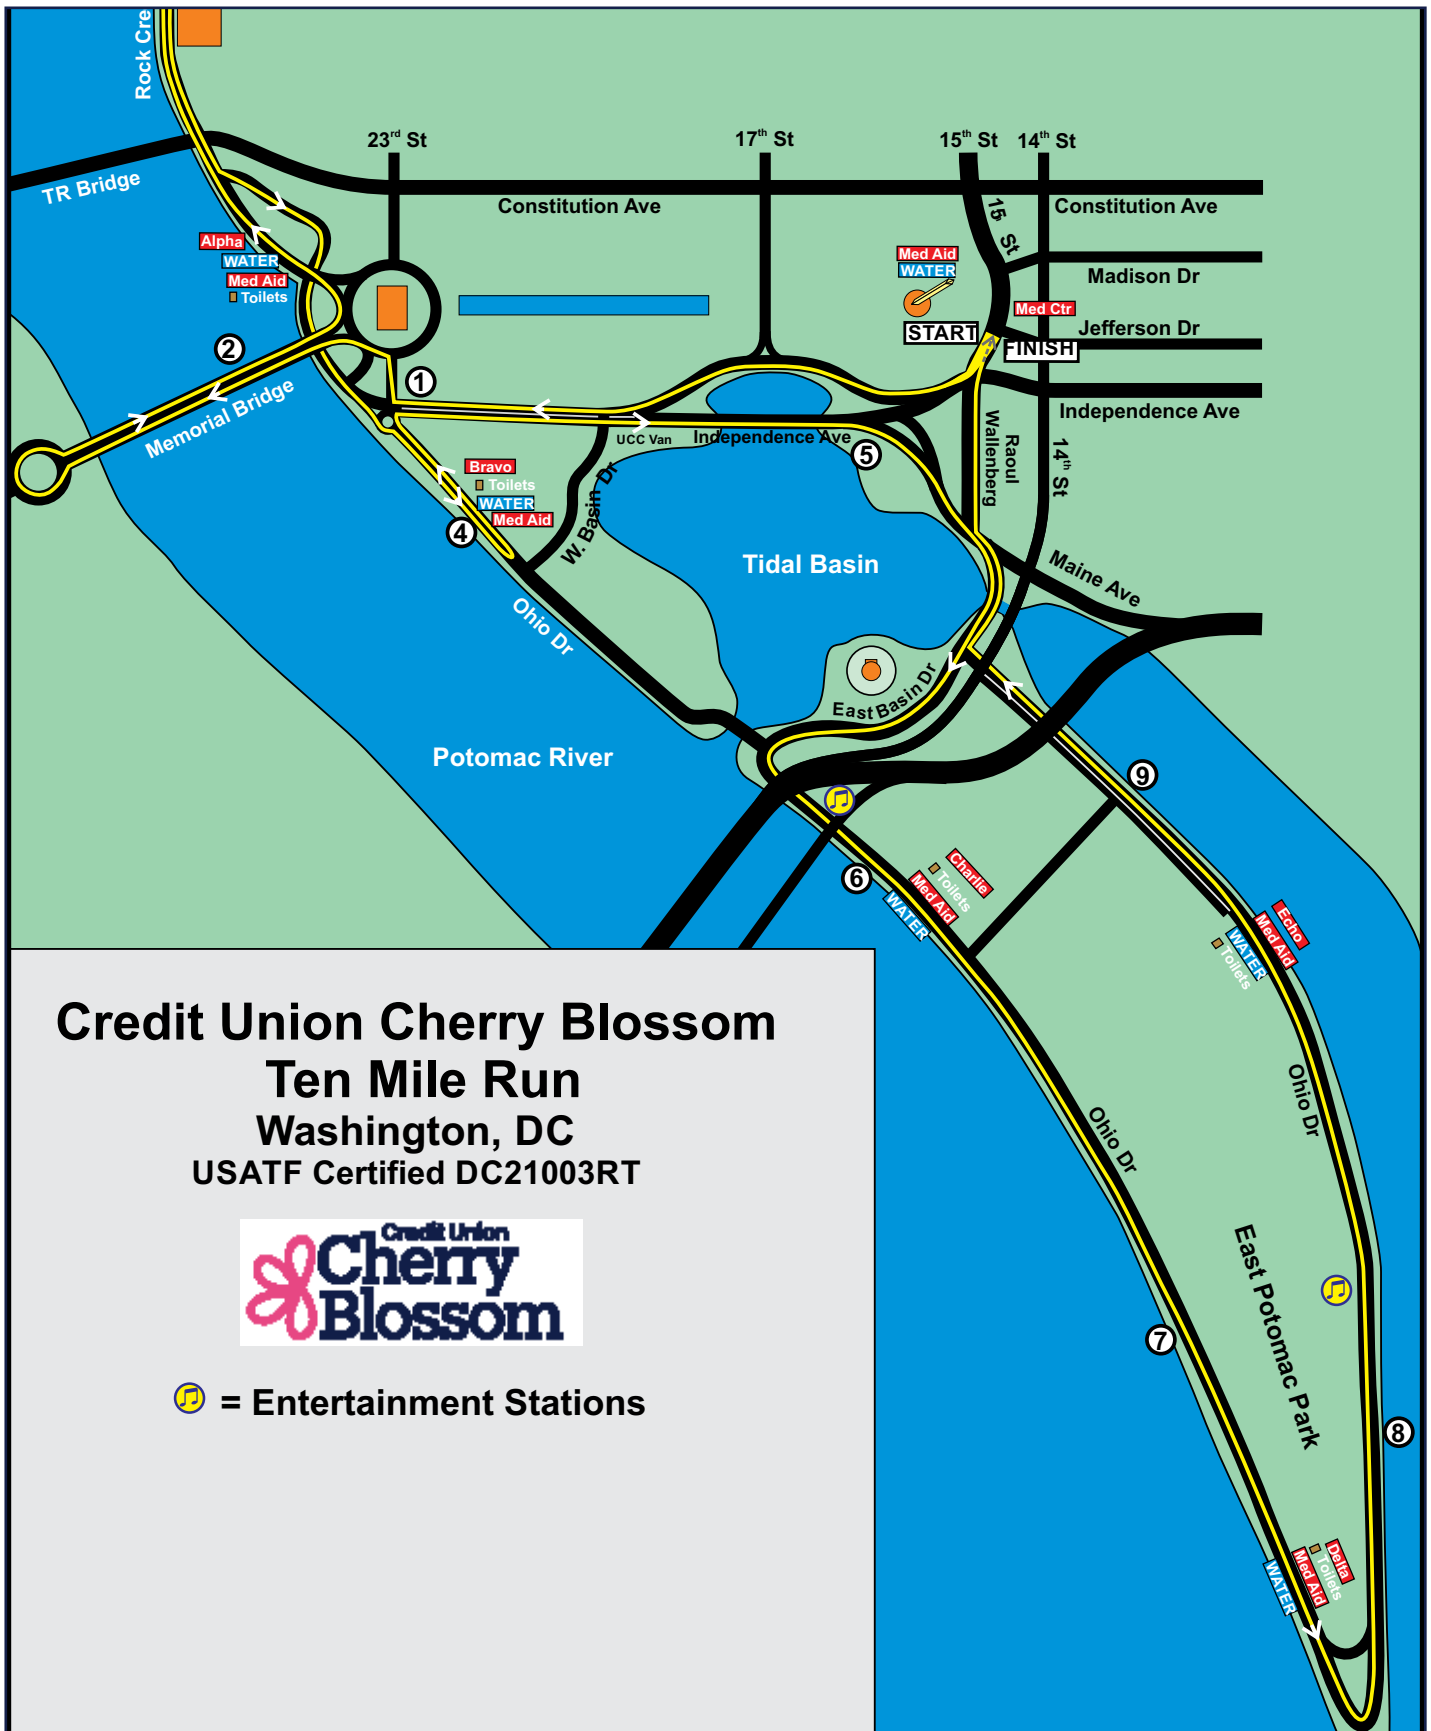 Rock Cre
23rd St
17th St
15th St
14th St
TR Bridge
Constitution Ave
Constitution Ave
15th St
Alpha
WATER
Med Aid
Toilets
Med Aid
WATER
Madison Dr
Med Ctr
START
FINISH
Jefferson Dr
2
1
Memorial Bridge
UCC Van
Independence Ave
Independence Ave
5
Raoul
Wallenberg
14th St
Bravo
Toilets
WATER
Med Aid
4
W. Basin Dr
Tidal Basin
Maine Ave
Ohio Dr
East Basin Dr
Potomac River
9
6
Charlie
Toilets
Med Aid
WATER
Echo
Med Aid
WATER
Toilets
Credit Union Cherry Blossom
Ten Mile Run
Washington, DC
USATF Certified DC21003RT
Credit Union
Cherry
Blossom
= Entertainment Stations
Ohio Dr
Ohio Dr
East Potomac Park
7
8
Delta
Toilets
Med Aid
WATER